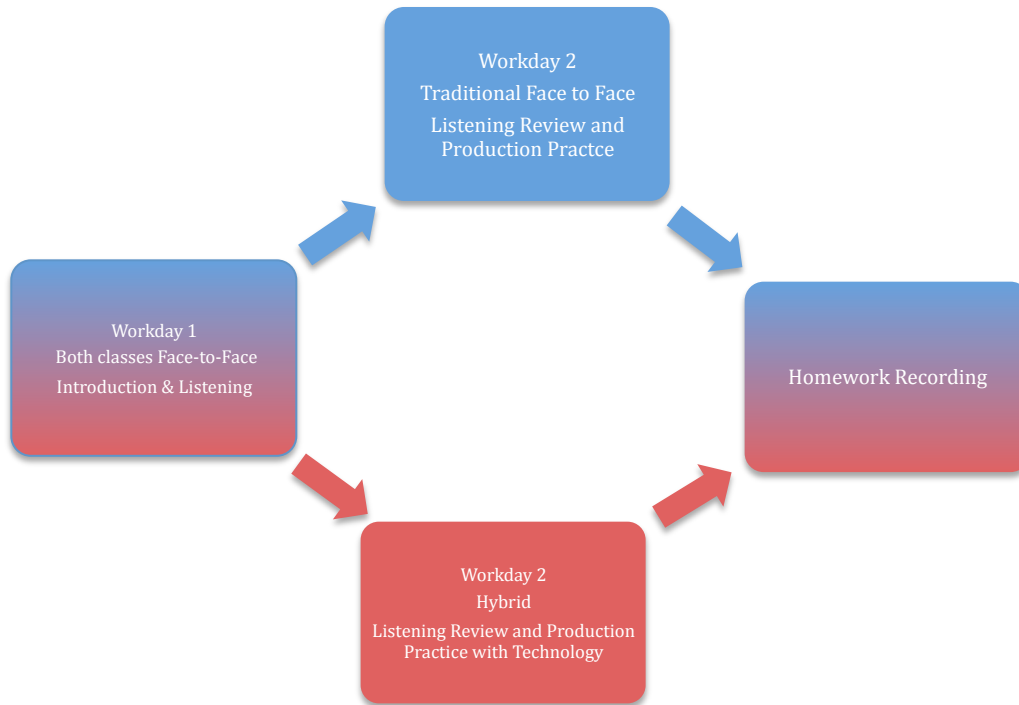 Workday 2
Traditional Face to Face
Listening Review and
Production Practce
Workday 1
Both classes Face-to-Face
Introduction & Listening
Homework Recording
Workday 2
Hybrid
Listening Review and Production
Practice with Technology